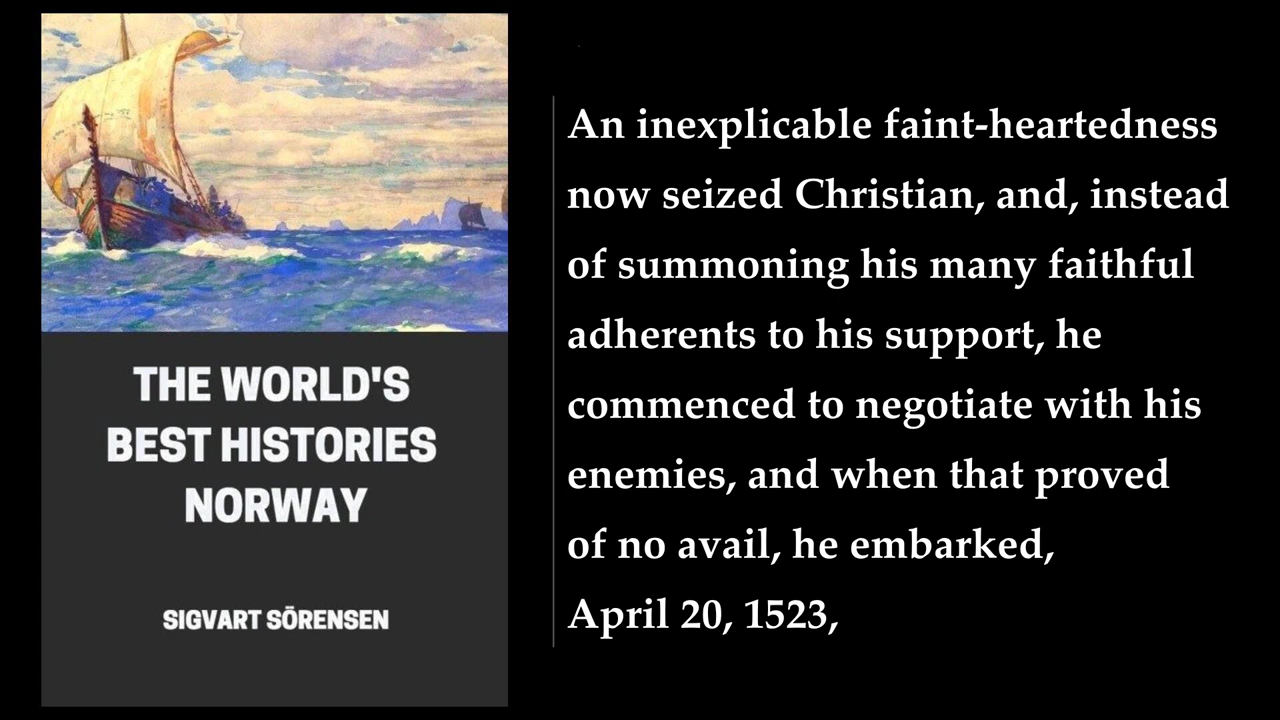 THE WORLD'S
BEST HISTORIES
NORWAY
SIGVART SÖRENSEN
An inexplicable faint-heartedness
now seized Christian, and, instead
of summoning his many faithful
adherents to his support, he
commenced to negotiate with his
enemies, and when that proved
of no avail, he embarked,
April 20, 1523,